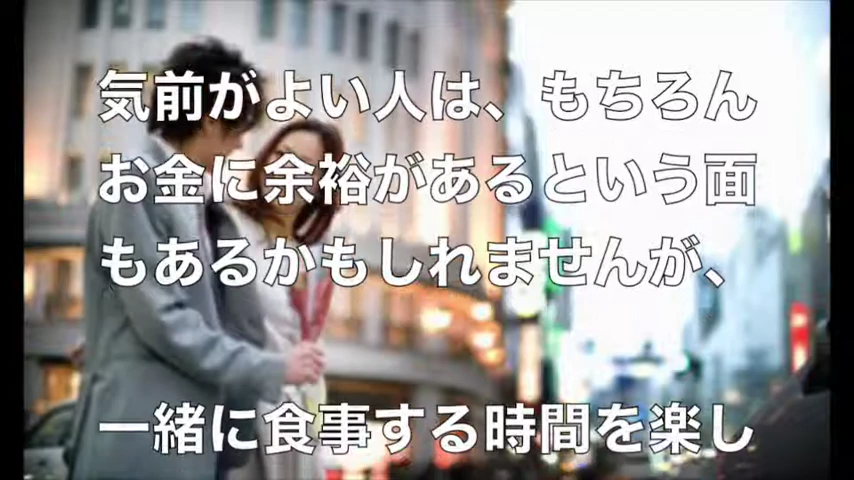 気前がよい人は、もちろん
お金に余裕があるという面
もあるかもしれませんが、
一緒に食事する時間を楽し